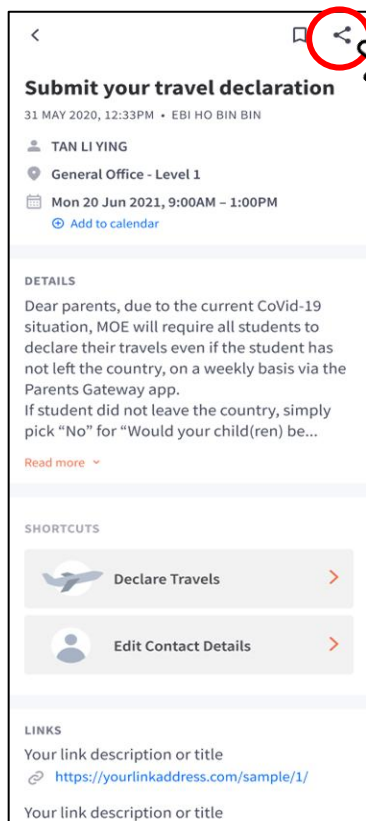 Submit your travel declaration
31 MAY 2020, 12:33PM • EBI HO BIN BIN
TAN LI YING
General Office - Level 1
Mon 20 Jun 2021, 9:00AM – 1:00PM
Add to calendar
DETAILS
Dear parents, due to the current CoVid-19
situation, MOE will require all students to
declare their travels even if the student has
not left the country, on a weekly basis via the
Parents Gateway app.
If student did not leave the country, simply
pick “No” for “Would your child(ren) be...
Read more
SHORTCUTS
Declare Travels
Edit Contact Details
LINKS
Your link description or title
https://yourlinkaddress.com/sample/1/
Your link description or title